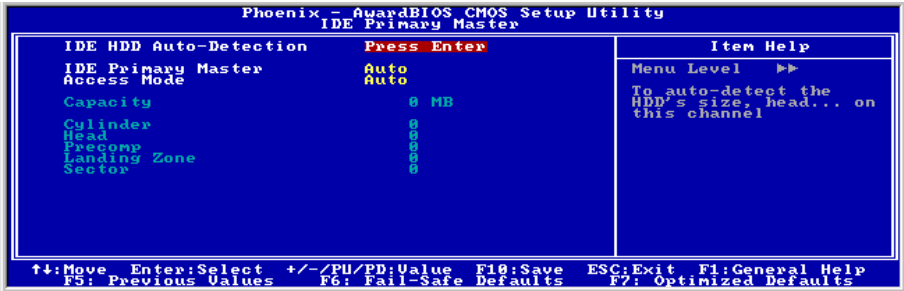 Phoenix - AwardBIOS CMOS Setup Utility
IDE Primary Master
IDE HDD Auto-Detection Press Enter
IDE Primary Master Auto
Access Mode Auto
Capacity 0 MB
Cylinder 0
Head 0
Precomp 0
Landing Zone 0
Sector 0
Item Help
Menu Level ►►
To auto-detect the
HDD's size, head... on
this channel
↑↓:Move Enter:Select +/-/PU/PD:Value F10:Save ESC:Exit F1:General Help
F5: Previous Values F6: Fail-Safe Defaults F7: Optimized Defaults